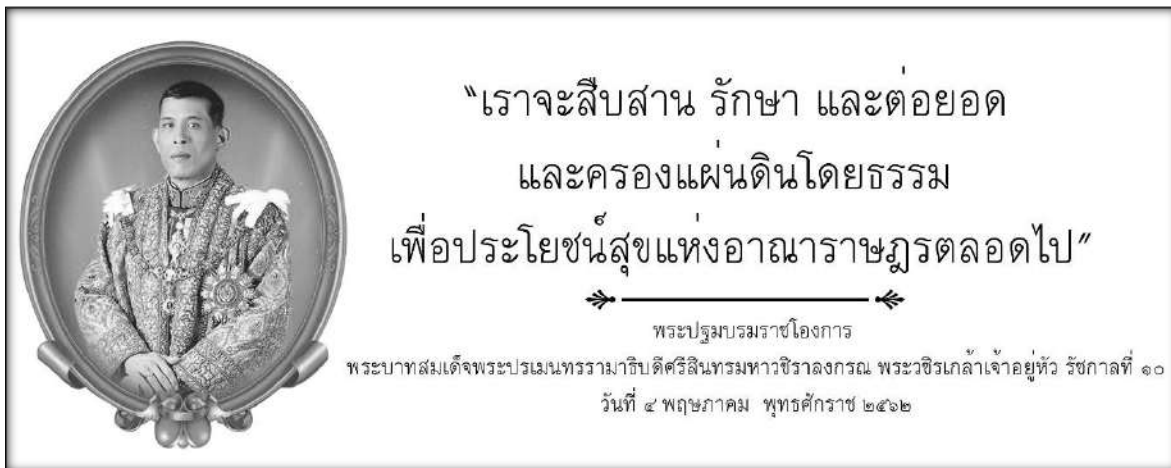 “เราจะสืบสาน รักษา และต่อยอด
และครองแผ่นดินโดยธรรม
เพื่อประโยชน์สุขแห่งอาณาราษฎรตลอดไป”
พระปฐมบรมราชโองการ
พระบาทสมเด็จพระปรเมนทรรามาธิบดีศรีสินทรมหาวชิราลงกรณ พระวชิรเกล้าเจ้าอยู่หัว รัชกาลที่ ๑๐
วันที่ ๔ พฤษภาคม พุทธศักราช ๒๕๖๒